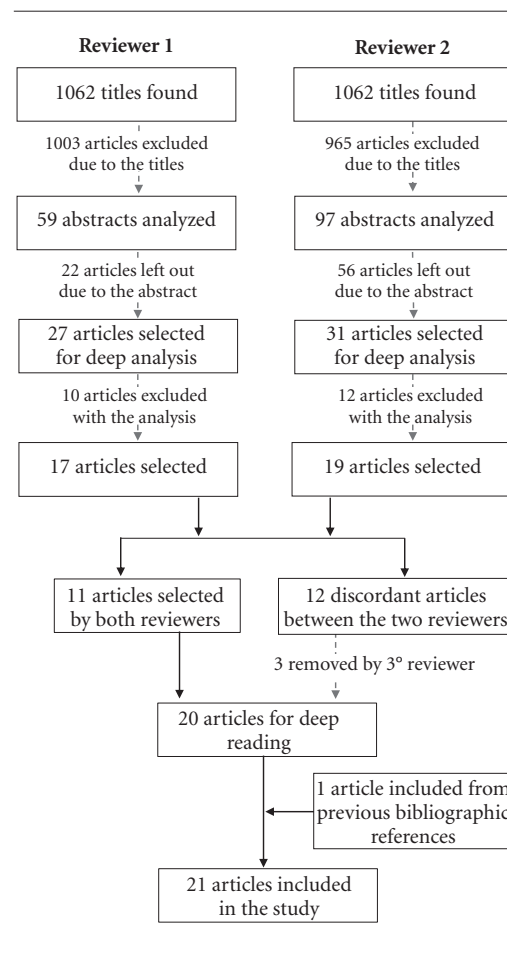 Reviewer 1
1062 titles found
1003 articles excluded
due to the titles
59 abstracts analyzed
22 articles left out
due to the abstract
27 articles selected
for deep analysis
10 articles excluded
with the analysis
17 articles selected
Reviewer 2
1062 titles found
965 articles excluded
due to the titles
97 abstracts analyzed
56 articles left out
due to the abstract
31 articles selected
for deep analysis
12 articles excluded
with the analysis
19 articles selected
11 articles selected
by both reviewers
12 discordant articles
between the two reviewers
3 removed by 3° reviewer
20 articles for deep
reading
1 article included from
previous bibliographic
references
21 articles included
in the study